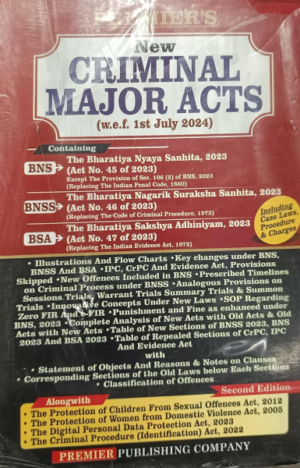 PREMIER'S
New
CRIMINAL
MAJOR ACTS
(w.e.f. 1st July 2024)
Containing
BNS
The Bharatiya Nyaya Sanhita, 2023
(Act No. 45 of 2023)
Except The Provision of Sec. 106 (2) of BNS, 2023
(Replacing The Indian Penal Code, 1860)
BNSS
The Bharatiya Nagarik Suraksha Sanhita, 2023
(Act No. 46 of 2023)
(Replacing The Code of Criminal Procedure, 1973)
BSA
The Bharatiya Sakshya Adhiniyam, 2023
(Act No. 47 of 2023)
(Replacing The Indian Evidence Act, 1872)
Including
Case Laws,
Procedure
& Charges
• Illustrations And Flow Charts • Key changes under BNS,
BNSS And BSA • IPC, CrPC And Evidence Act, Provisions
Skipped • New Offences Included in BNS • Prescribed Timelines
on Criminal Process under BNSS • Analogous Provisions on
Sessions Trials, Warrant Trials Summary Trials & Summon
Trials • Concepts Under New Laws • SOP Regarding
Zero FIR And E-FIR • Punishment and Fine as enhanced under
BNS, 2023 • Complete Analysis of New Acts with Old Acts & Old
Acts with New Acts • Table of New Sections of BNSS 2023, BNS
2023 And BSA 2023 • Table of Repealed Sections of CrPC, IPC
And Evidence Act
with
• Statement of Objects And Reasons & Notes on Clauses
• Corresponding Sections of the Old Laws below Each Sections
• Classification of Offences
Second Edition
Alongwith
• The Protection of Children From Sexual Offences Act, 2012
• The Protection of Women from Domestic Violence Act, 2005
• The Digital Personal Data Protection Act, 2023
• The Criminal Procedure (Identification) Act, 2022
PREMIER PUBLISHING COMPANY